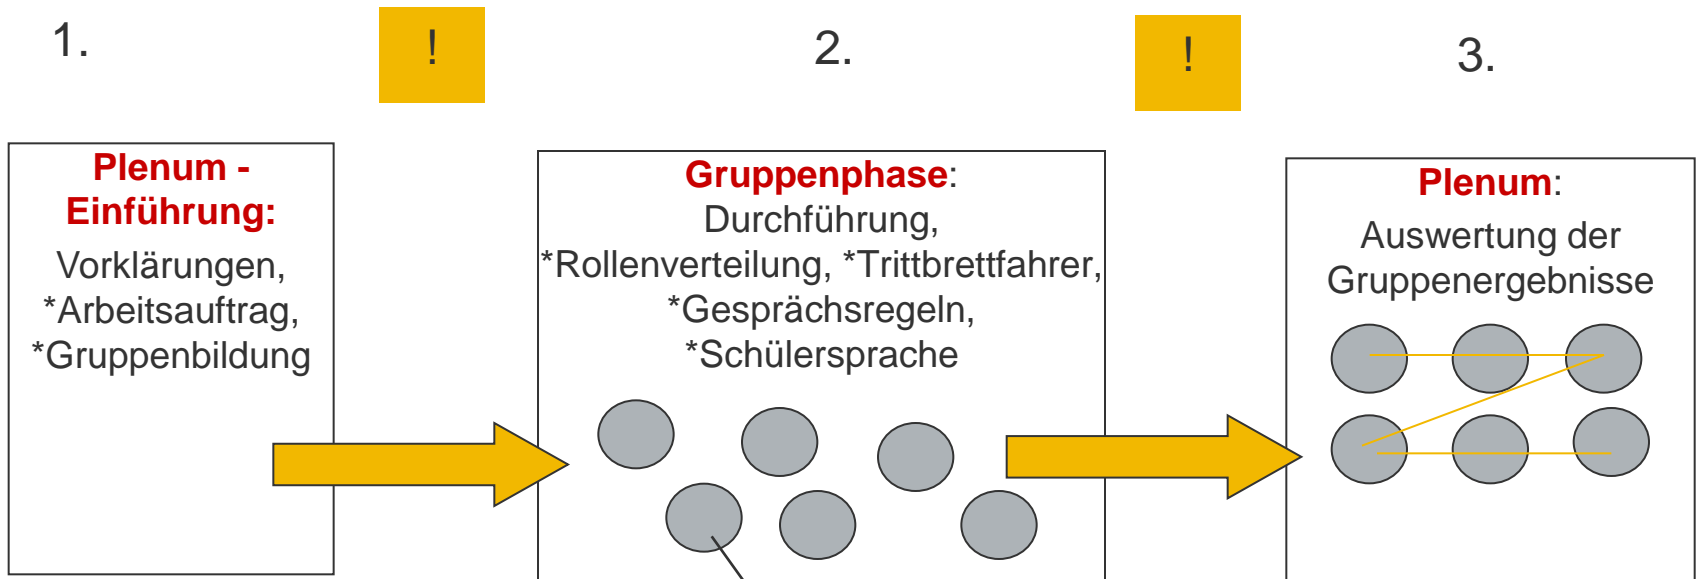 1.
!
2.
!
3.
Plenum -
Einführung:
Vorklärungen,
*Arbeitsauftrag,
*Gruppenbildung
Gruppenphase:
Durchführung,
*Rollenverteilung, *Trittbrettfahrer,
*Gesprächsregeln,
*Schülersprache
Plenum:
Auswertung der
Gruppenergebnisse